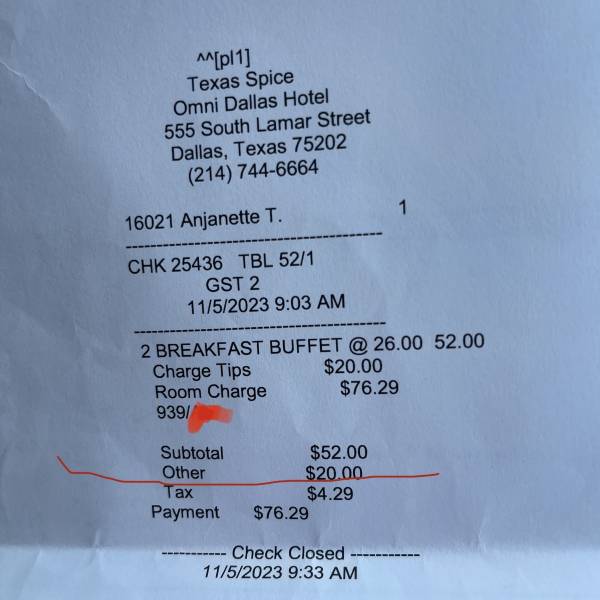 ^^[pl1]
Texas Spice
Omni Dallas Hotel
555 South Lamar Street
Dallas, Texas 75202
(214) 744-6664
16021 Anjanette T. 1
CHK 25436 TBL 52/1
GST 2
11/5/2023 9:03 AM
2 BREAKFAST BUFFET @ 26.00 52.00
Charge Tips $20.00
Room Charge $76.29
939/
Subtotal $52.00
Other $20.00
Tax $4.29
Payment $76.29
----------- Check Closed ------------
11/5/2023 9:33 AM